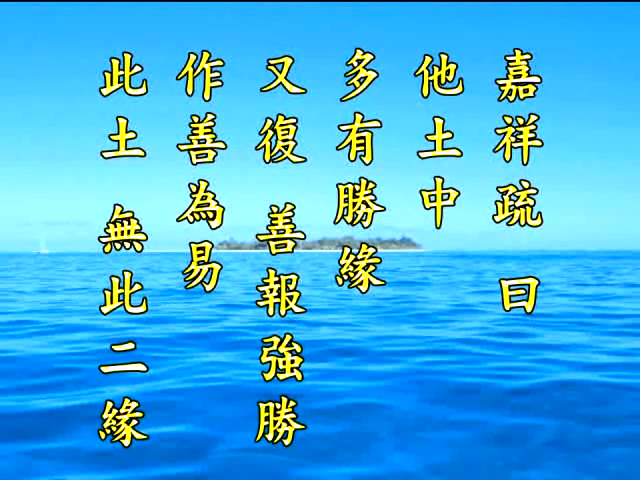 嘉祥疏 曰
他土中
多有勝緣
又復 善報強勝
作善為易
此土 無此二緣